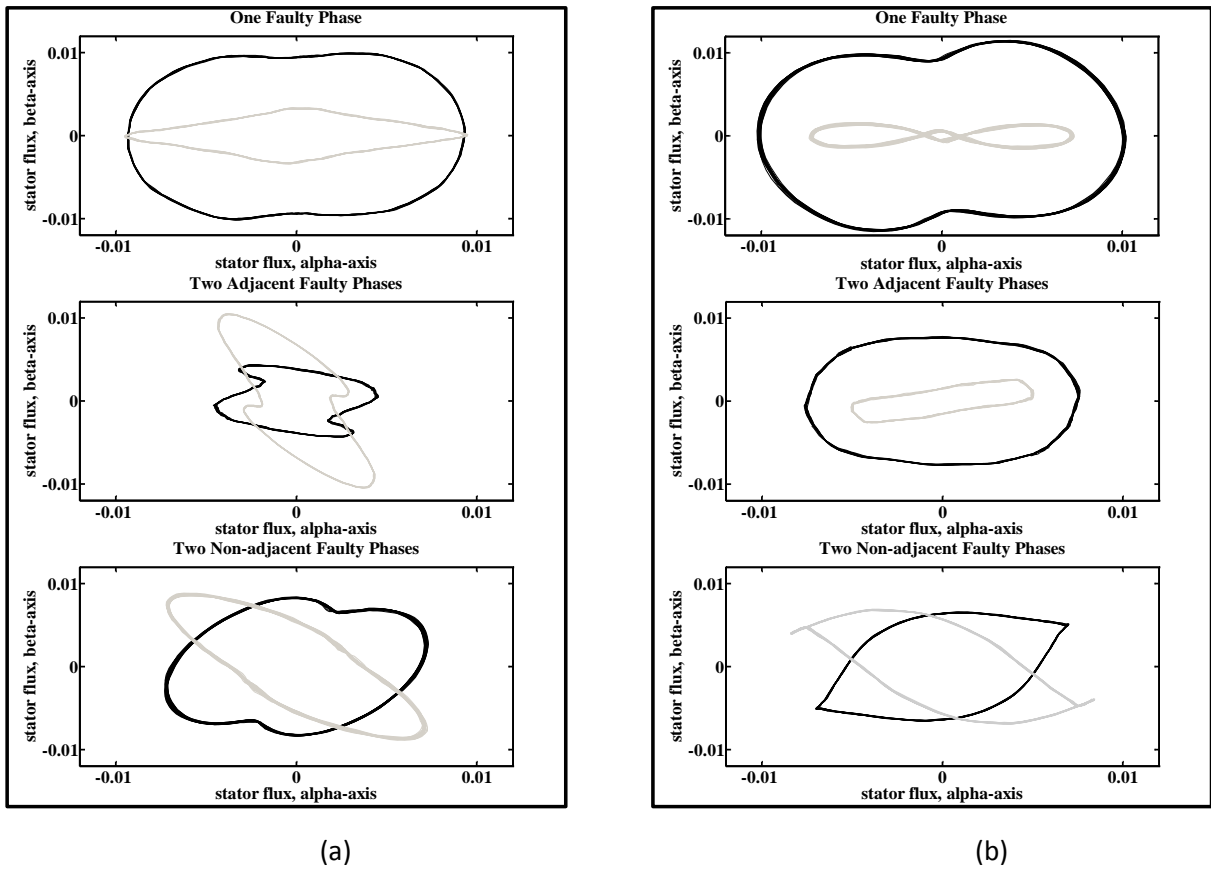 One Faulty Phase
stator flux, beta-axis
0.01
0
-0.01
-0.01
0
0.01
stator flux, alpha-axis
Two Adjacent Faulty Phases
stator flux, beta-axis
0.01
0
-0.01
-0.01
0
0.01
stator flux, alpha-axis
Two Non-adjacent Faulty Phases
stator flux, beta-axis
0.01
0
-0.01
-0.01
0
0.01
stator flux, alpha-axis
(a)
One Faulty Phase
stator flux, beta-axis
0.01
0
-0.01
-0.01
0
0.01
stator flux, alpha-axis
Two Adjacent Faulty Phases
stator flux, beta-axis
0.01
0
-0.01
-0.01
0
0.01
stator flux, alpha-axis
Two Non-adjacent Faulty Phases
stator flux, beta-axis
0.01
0
-0.01
-0.01
0
0.01
stator flux, alpha-axis
(b)